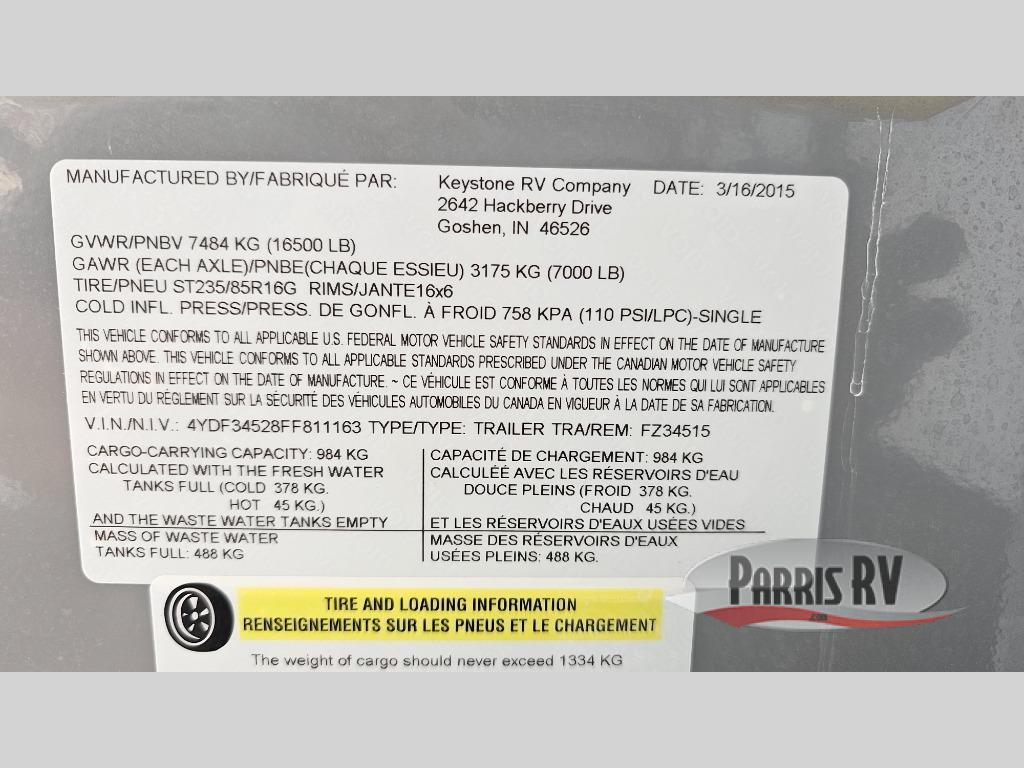 MANUFACTURED BY/FABRIQUÉ PAR: Keystone RV Company DATE: 3/16/2015
2642 Hackberry Drive
Goshen, IN 46526
GVWR/PNBV 7484 KG (16500 LB)
GAWR (EACH AXLE)/PNBE(CHAQUE ESSIEU) 3175 KG (7000 LB)
TIRE/PNEU ST235/85R16G RIMS/JANTE16x6
COLD INFL. PRESS/PRESS. DE GONFL. À FROID 758 KPA (110 PSI/LPC)-SINGLE
THIS VEHICLE CONFORMS TO ALL APPLICABLE U.S. FEDERAL MOTOR VEHICLE SAFETY STANDARDS IN EFFECT ON THE DATE OF MANUFACTURE
SHOWN ABOVE. THIS VEHICLE CONFORMS TO ALL APPLICABLE STANDARDS PRESCRIBED UNDER THE CANADIAN MOTOR VEHICLE SAFETY
REGULATIONS IN EFFECT ON THE DATE OF MANUFACTURE. ~ CE VÉHICULE EST CONFORME À TOUTES LES NORMES QUI LUI SONT APPLICABLES
EN VERTU DU RÈGLEMENT SUR LA SÉCURITÉ DES VÉHICULES AUTOMOBILES DU CANADA EN VIGUEUR À LA DATE DE SA FABRICATION.
V.I.N./N.I.V.: 4YDF34528FF811163 TYPE/TYPE: TRAILER TRA/REM: FZ34515
CARGO-CARRYING CAPACITY: 984 KG
CALCULATED WITH THE FRESH WATER
TANKS FULL (COLD 378 KG.
HOT 45 KG.)
AND THE WASTE WATER TANKS EMPTY
MASS OF WASTE WATER
TANKS FULL: 488 KG
CAPACITÉ DE CHARGEMENT: 984 KG
CALCULÉE AVEC LES RÉSERVOIRS D'EAU
DOUCE PLEINS (FROID 378 KG.
CHAUD 45 KG.)
ET LES RÉSERVOIRS D'EAUX USÉES VIDES
MASSE DES RÉSERVOIRS D'EAUX
USÉES PLEINS: 488 KG.
TIRE AND LOADING INFORMATION
RENSEIGNEMENTS SUR LES PNEUS ET LE CHARGEMENT
The weight of cargo should never exceed 1334 KG
PARRIS RV
.com